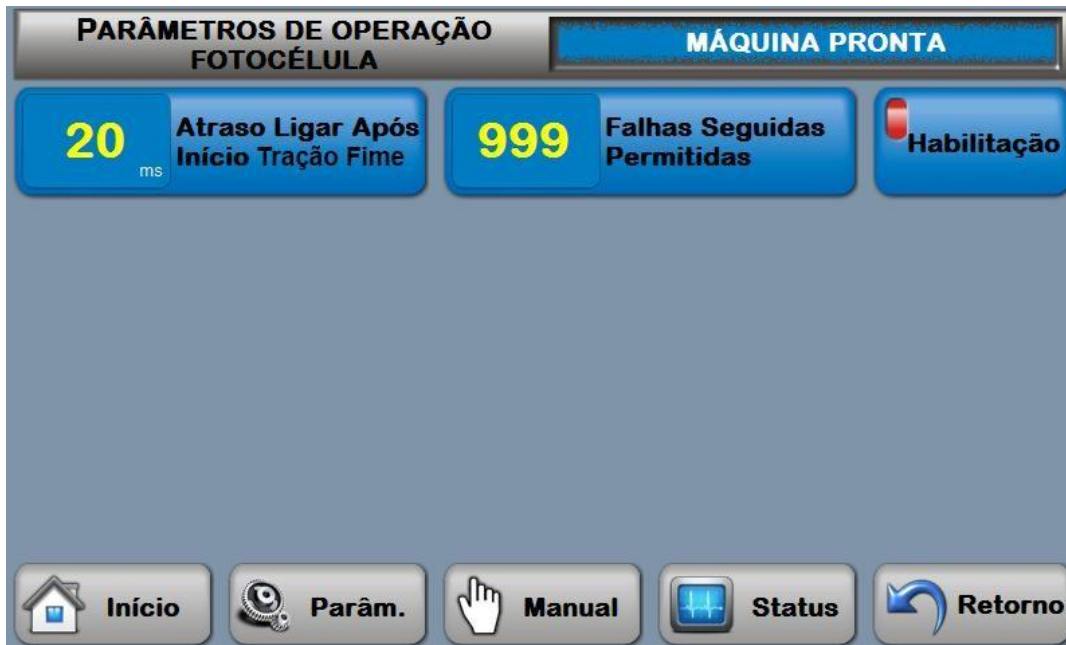 PARÂMETROS DE OPERAÇÃO
FOTOCÉLULA
MÁQUINA PRONTA
20 ms
Atraso Ligar Após
Início Tração Fime
999
Falhas Seguidas
Permitidas
Habilitação
Início
Parâm.
Manual
Status
Retorno